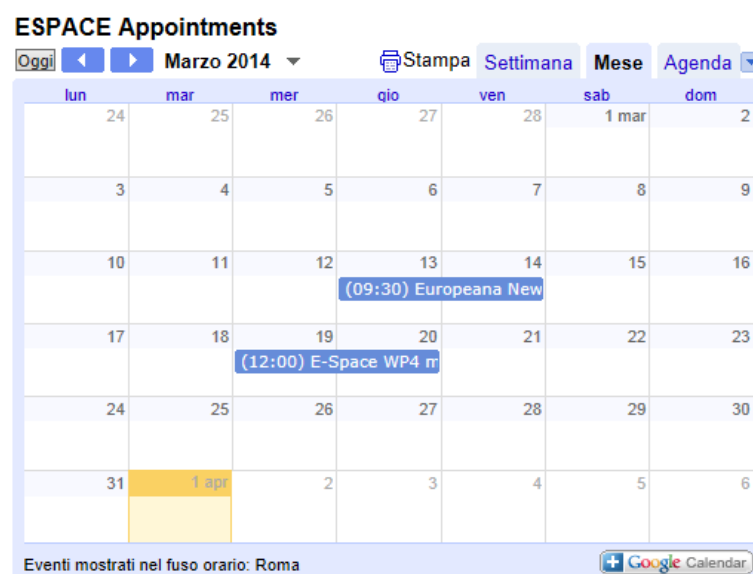 ESPACE Appointments
Oggi Marzo 2014 Stampa Settimana Mese Agenda
lun mar mer gio ven sab dom
24 25 26 27 28 1 mar 2
3 4 5 6 7 8 9
10 11 12 13 14 15 16
(09:30) Europeana New
17 18 19 20 21 22 23
(12:00) E-Space WP4 m
24 25 26 27 28 29 30
31 1 apr 2 3 4 5 6
Eventi mostrati nel fuso orario: Roma Google Calendar